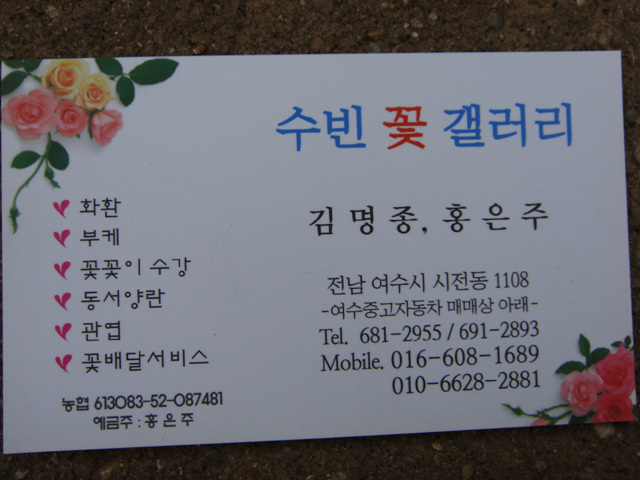 수빈 꽃 갤러리
김명종, 홍은주
화환
부케
꽃꽂이 수강
동서양란
관엽
꽃배달서비스
농협 613083-52-087481
예금주 : 홍은주
전남 여수시 시전동 1108
-여수중고자동차 매매상 아래-
Tel. 681-2955 / 691-2893
Mobile. 016-608-1689
010-6628-2881